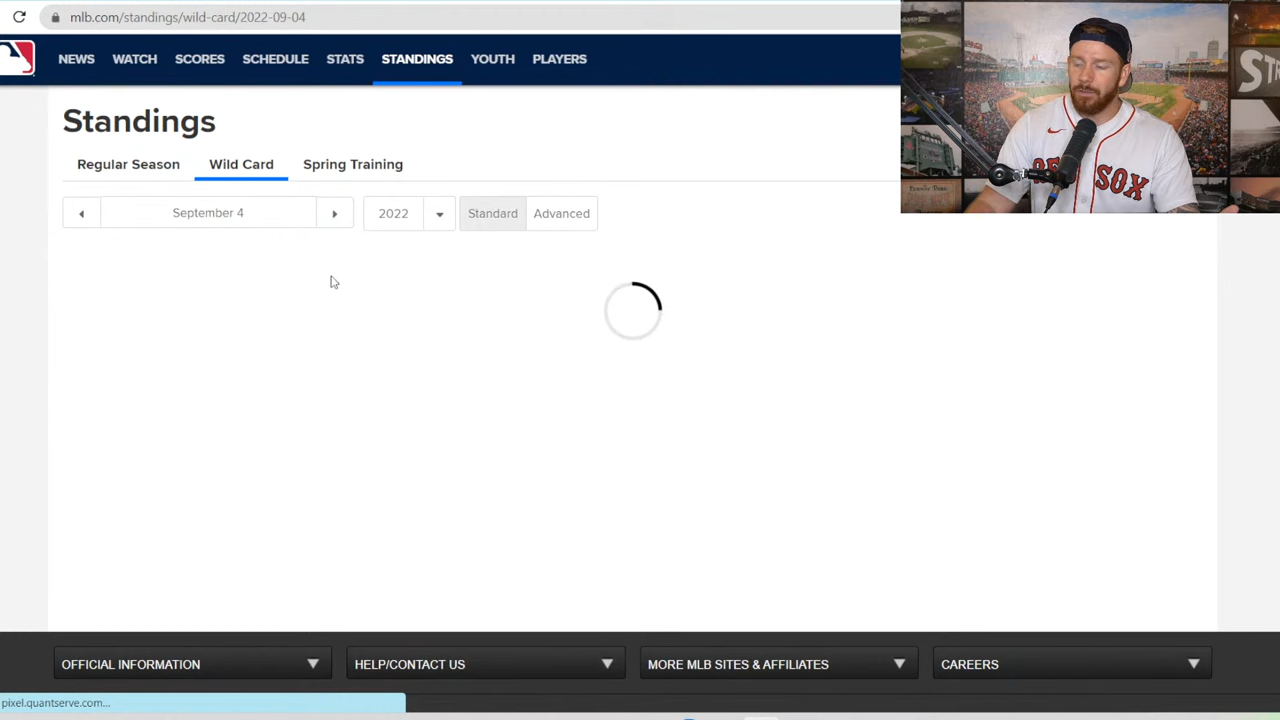 mlb.com/standings/wild-card/2022-09-04
NEWS WATCH SCORES SCHEDULE STATS STANDINGS YOUTH PLAYERS
Standings
Regular Season Wild Card Spring Training
September 4 2022 Standard Advanced
RED SOX
OFFICIAL INFORMATION HELP/CONTACT US MORE MLB SITES & AFFILIATES CAREERS
pixel.quantserve.com...